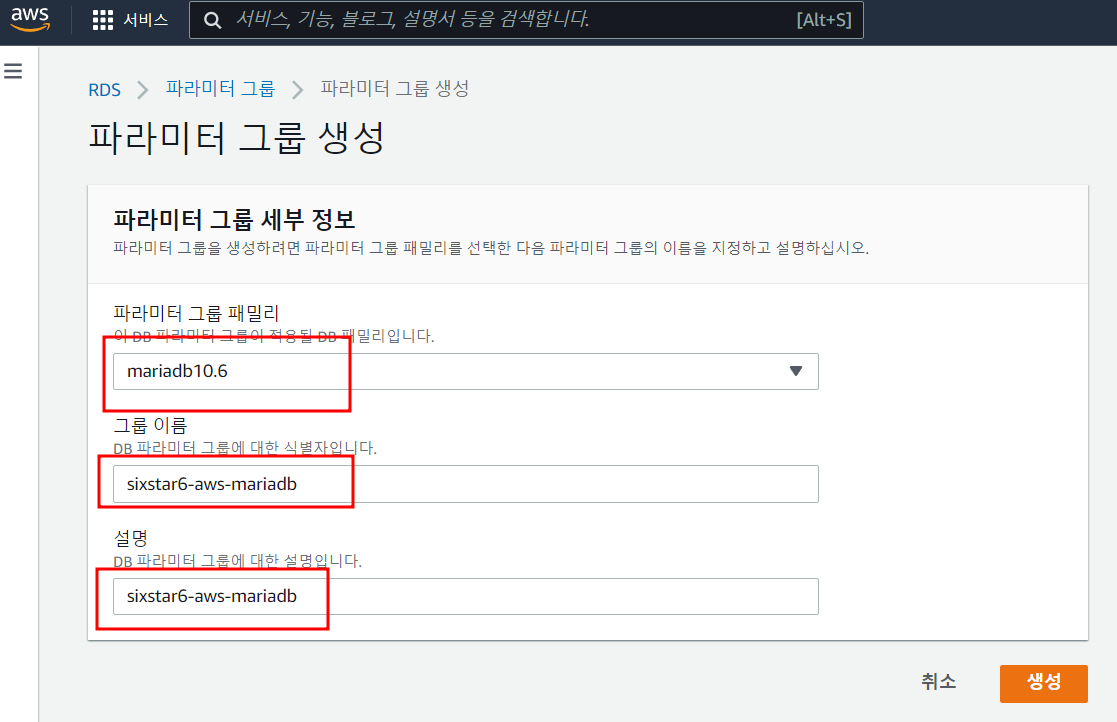 aws
서비스
서비스, 기능, 블로그, 설명서 등을 검색합니다.
[Alt+S]
RDS > 파라미터 그룹 > 파라미터 그룹 생성
파라미터 그룹 생성
파라미터 그룹 세부 정보
파라미터 그룹을 생성하려면 파라미터 그룹 패밀리를 선택한 다음 파라미터 그룹의 이름을 지정하고 설명하십시오.
파라미터 그룹 패밀리
이 DB 파라미터 그룹이 적용될 DB 패밀리입니다.
mariadb10.6
그룹 이름
DB 파라미터 그룹에 대한 식별자입니다.
sixstar6-aws-mariadb
설명
DB 파라미터 그룹에 대한 설명입니다.
sixstar6-aws-mariadb
취소
생성